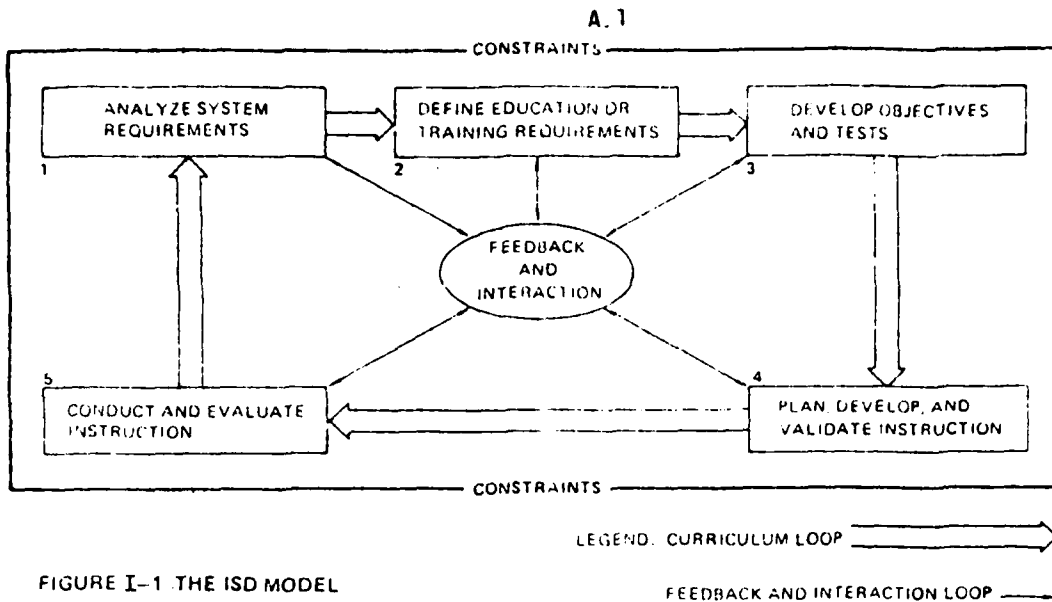 A.1
CONSTRAINTS
ANALYZE SYSTEM
REQUIREMENTS
1
DEFINE EDUCATION OR
TRAINING REQUIREMENTS
2
DEVELOP OBJECTIVES
AND TESTS
3
FEEDBACK
AND
INTERACTION
5
CONDUCT AND EVALUATE
INSTRUCTION
4
PLAN, DEVELOP, AND
VALIDATE INSTRUCTION
CONSTRAINTS
LEGEND: CURRICULUM LOOP
FIGURE I-1 THE ISD MODEL
FEEDBACK AND INTERACTION LOOP